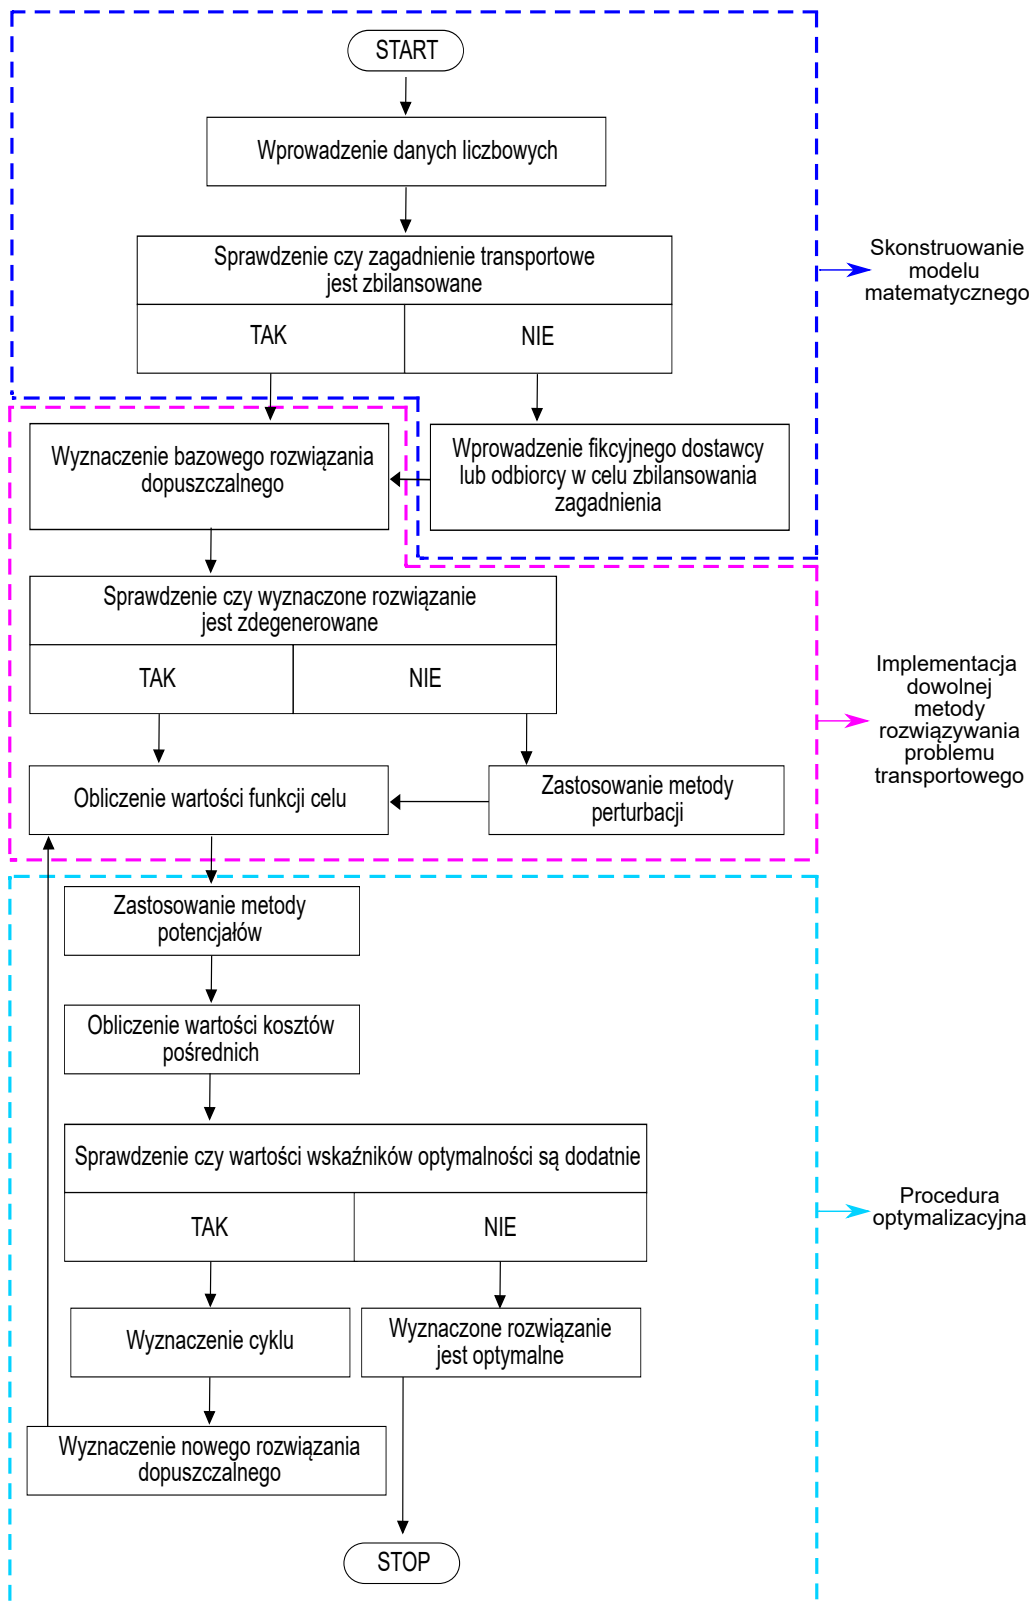 START
Wprowadzenie danych liczbowych
Sprawdzenie czy zagadnienie transportowe
jest zbilansowane
TAK
NIE
Skonstruowanie
modelu
matematycznego
Wyznaczenie bazowego rozwiązania
dopuszczalnego
Wprowadzenie fikcyjnego dostawcy
lub odbiorcy w celu zbilansowania
zagadnienia
Sprawdzenie czy wyznaczone rozwiązanie
jest zdegenerowane
TAK
NIE
Implementacja
dowolnej
metody
rozwiązywania
problemu
transportowego
Obliczenie wartości funkcji celu
Zastosowanie metody
perturbacji
Zastosowanie metody
potencjałów
Obliczenie wartości kosztów
pośrednich
Sprawdzenie czy wartości wskaźników optymalności są dodatnie
TAK
NIE
Procedura
optymalizacyjna
Wyznaczenie cyklu
Wyznaczone rozwiązanie
jest optymalne
Wyznaczenie nowego rozwiązania
dopuszczalnego
STOP